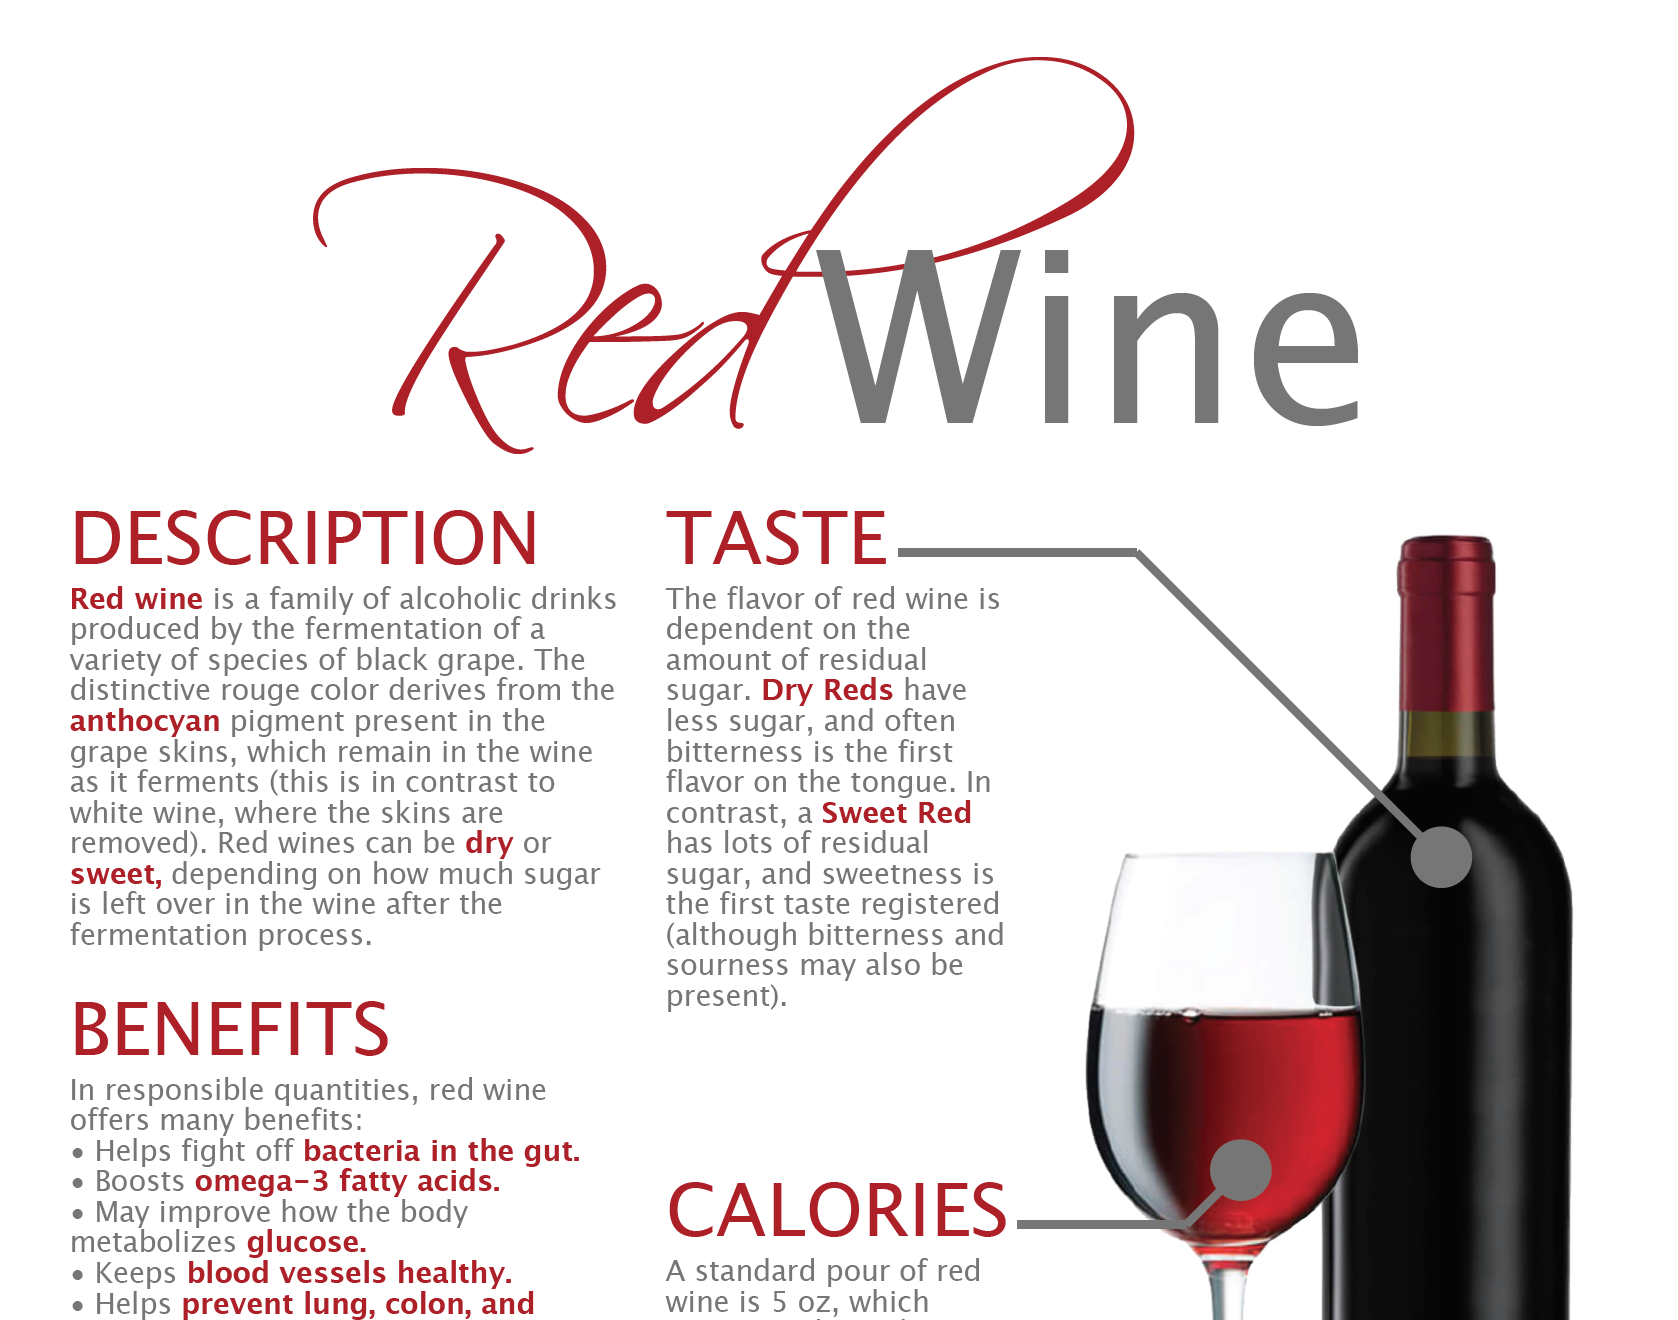 Red Wine
DESCRIPTION
Red wine is a family of alcoholic drinks
produced by the fermentation of a
variety of species of black grape. The
distinctive rouge color derives from the
anthocyan pigment present in the
grape skins, which remain in the wine
as it ferments (this is in contrast to
white wine, where the skins are
removed). Red wines can be dry or
sweet, depending on how much sugar
is left over in the wine after the
fermentation process.
BENEFITS
In responsible quantities, red wine
offers many benefits:
• Helps fight off bacteria in the gut.
• Boosts omega-3 fatty acids.
• May improve how the body
metabolizes glucose.
• Keeps blood vessels healthy.
• Helps prevent lung, colon, and
TASTE
The flavor of red wine is
dependent on the
amount of residual
sugar. Dry Reds have
less sugar, and often
bitterness is the first
flavor on the tongue. In
contrast, a Sweet Red
has lots of residual
sugar, and sweetness is
the first taste registered
(although bitterness and
sourness may also be
present).
CALORIES
A standard pour of red
wine is 5 oz, which